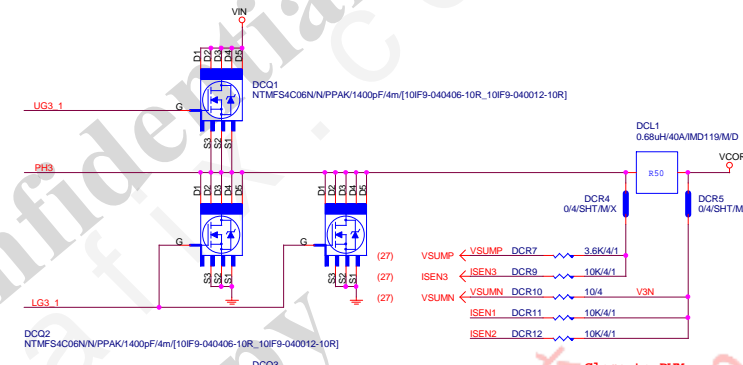 VIN
D1 D2 D3 D4 D5
DCQ1
NTMFS4C06N/N/PPAK/1400pF/4m/[10IF9-040406-10R_10IF9-040012-10R]
UG3_1
G
S3 S2 S1
DCL1
0.68uH/40A/IMD119/M/D
PH3
R50
VCOR
D1 D2 D3 D4 D5
D1 D2 D3 D4 D5
DCR4
0/4/SHT/M/X
DCR5
0/4/SHT/M
G
G
S3 S2 S1
S3 S2 S1
(27) VSUMP VSUMP DCR7 3.6K/4/1
(27) ISEN3 ISEN3 DCR9 10K/4/1
(27) VSUMN VSUMN DCR10 10/4 V3N
LG3_1
ISEN1 DCR11 10K/4/1
ISEN2 DCR12 10K/4/1
DCQ2
NTMFS4C06N/N/PPAK/1400pF/4m/[10IF9-040406-10R_10IF9-040012-10R]